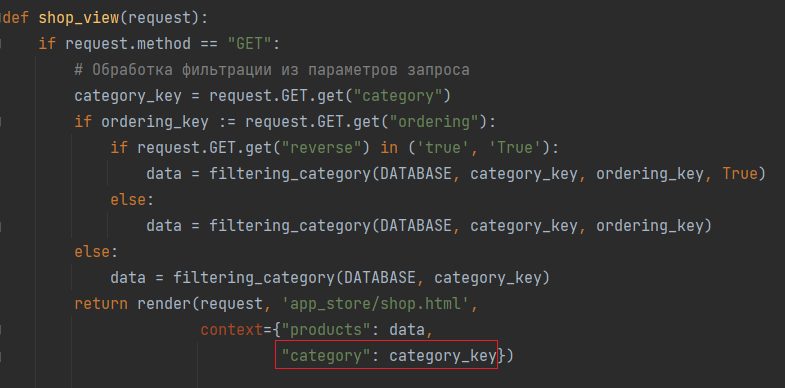 def shop_view(request):
    if request.method == "GET":
        # Обработка фильтрации из параметров запроса
        category_key = request.GET.get("category")
        if ordering_key := request.GET.get("ordering"):
            if request.GET.get("reverse") in ('true', 'True'):
                data = filtering_category(DATABASE, category_key, ordering_key, True)
            else:
                data = filtering_category(DATABASE, category_key, ordering_key)
        else:
            data = filtering_category(DATABASE, category_key)
        return render(request, 'app_store/shop.html',
                      context={"products": data,
                               "category": category_key})